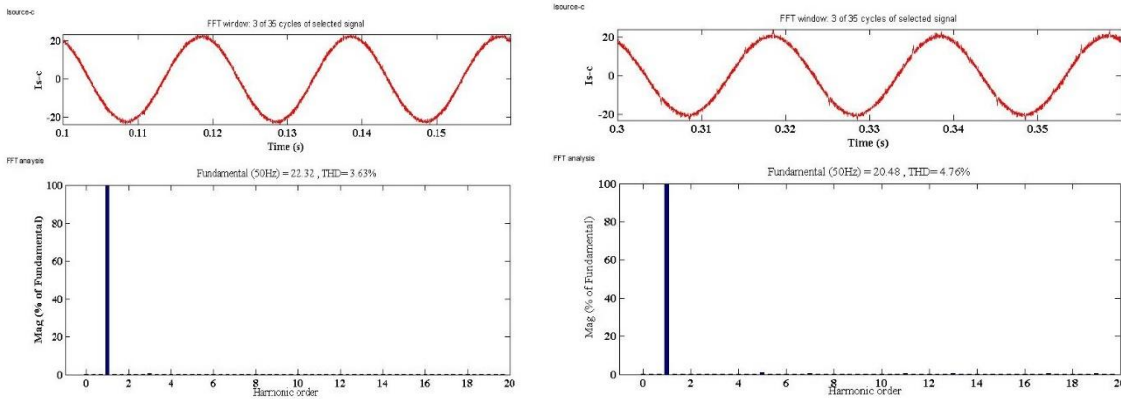 Isource-c
FFT window: 3 of 35 cycles of selected signal
20
0
-20
Is-c
0.1 0.11 0.12 0.13 0.14 0.15
Time (s)
FFT analysis
Fundamental (50Hz) = 22.32 , THD= 3.63%
100
80
60
40
20
0
Mag (% of Fundamental)
0 2 4 6 8 10 12 14 16 18 20
Harmonic order
Isource-c
FFT window: 3 of 35 cycles of selected signal
20
0
-20
Is-c
0.3 0.31 0.32 0.33 0.34 0.35
Time (s)
FFT analysis
Fundamental (50Hz) = 20.48 , THD= 4.76%
100
80
60
40
20
0
Mag (% of Fundamental)
0 2 4 6 8 10 12 14 16 18 20
Harmonic order